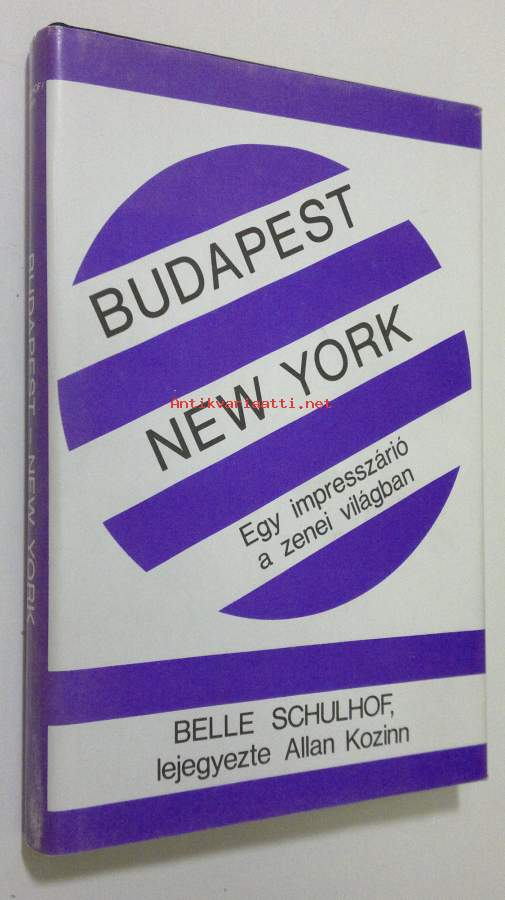 BUDAPEST
NEW YORK
Egy impresszárió
a zenei világban
BELLE SCHULHOF,
lejegyezte Allan Kozinn
BUDAPEST – NEW YORK
Antikvariaatti.net